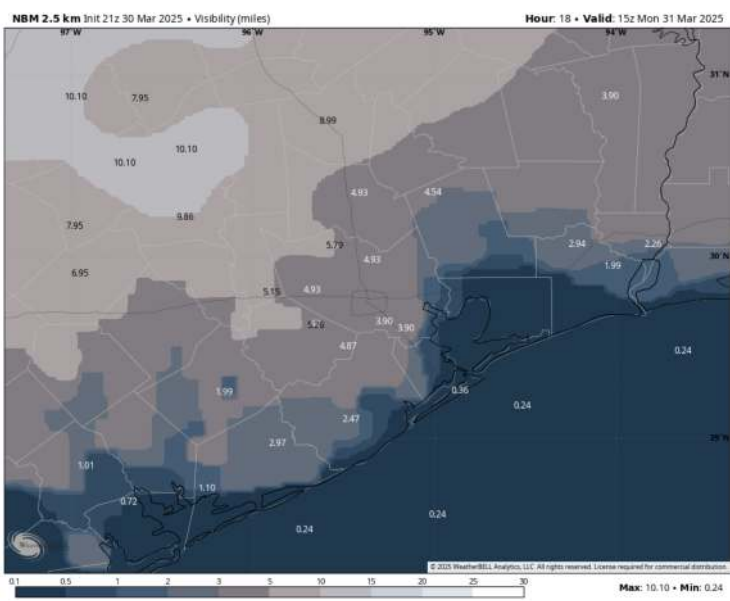 NBM 2.5 km Init 21z 30 Mar 2025 • Visibility (miles) Hour: 18 • Valid: 15z Mon 31 Mar 2025
97°W 96°W 95°W 94°W
31°N
10.10 7.95 3.90
8.99
10.10 10.10
4.93 4.54
9.86
7.95
5.79 2.94 2.26
4.93 1.99 30°N
6.95
5.15 4.93
5.26 3.90 3.90
4.87 0.24
1.99 0.36
0.24
2.47
2.97 29°N
1.01
1.10
0.72
0.24 0.24
© 2025 WeatherBELL Analytics, LLC. All rights reserved. License required for commercial distribution.
0.1 0.5 1 2 3 5 10 15 20 25 30
Max: 10.10 • Min: 0.24